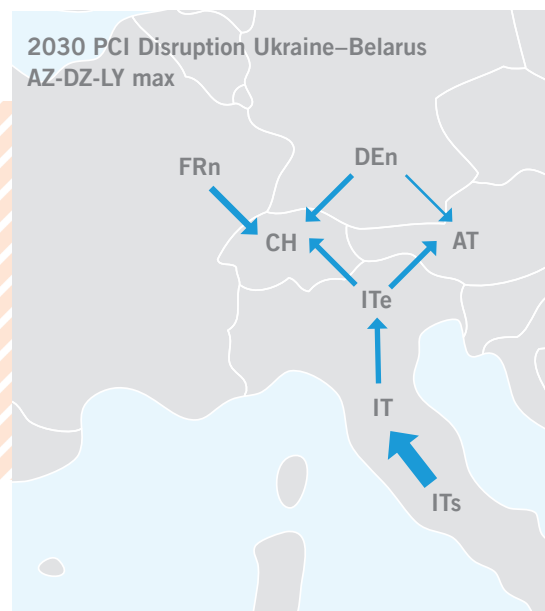 2030 PCI Disruption Ukraine–Belarus
AZ-DZ-LY max
DEn
FRn
CH
AT
ITe
IT
ITs